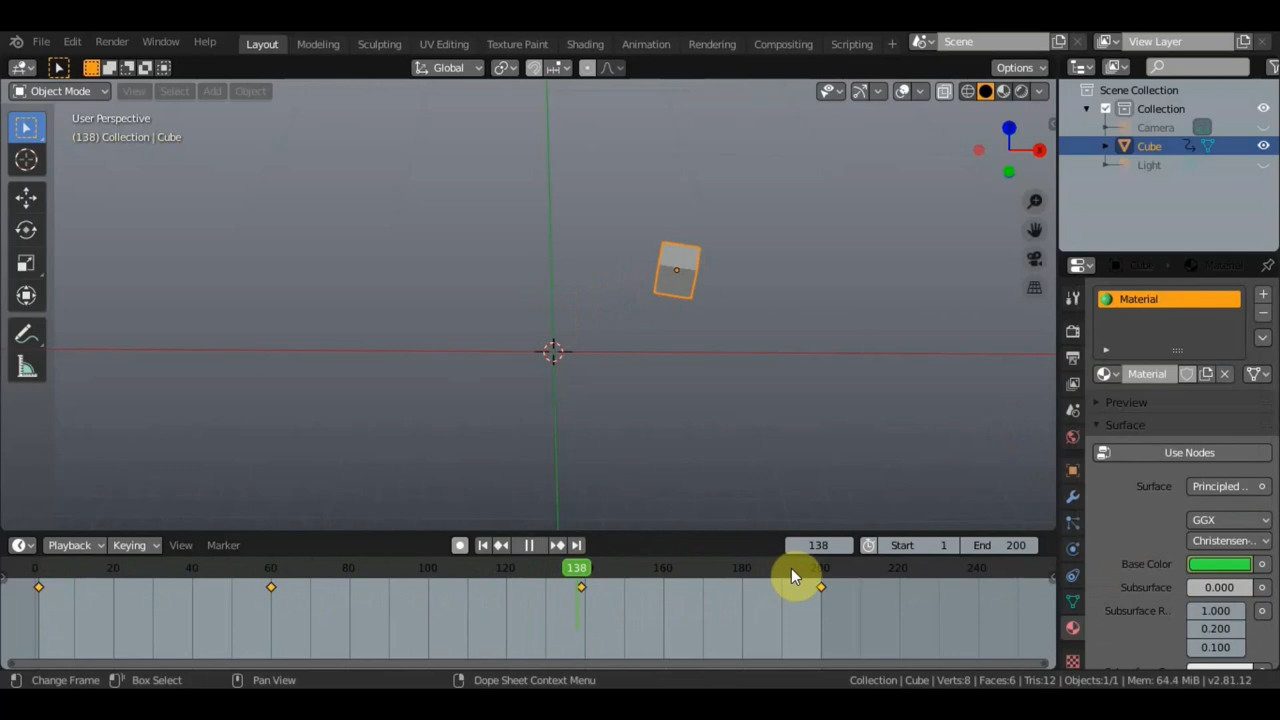 File Edit Render Window Help Layout Modeling Sculpting UV Editing Texture Paint Shading Animation Rendering Compositing Scripting + Scene View Layer
Global Options
Object Mode View Select Add Object
User Perspective
(138) Collection | Cube
X
Scene Collection
Collection
Camera
Cube
Light
Cube Material
Material
Material
Preview
Surface
Use Nodes
Surface Principled ..
GGX
Christensen-..
Base Color
Subsurface 0.000
Subsurface R.. 1.000
0.200
0.100
Playback Keying View Marker 138 Start 1 End 200
0 20 40 60 80 100 120 138 160 180 200 220 240
Change Frame Box Select Pan View Dope Sheet Context Menu Collection | Cube | Verts:8 | Faces:6 | Tris:12 | Objects:1/1 | Mem: 64.4 MiB | v2.81.12